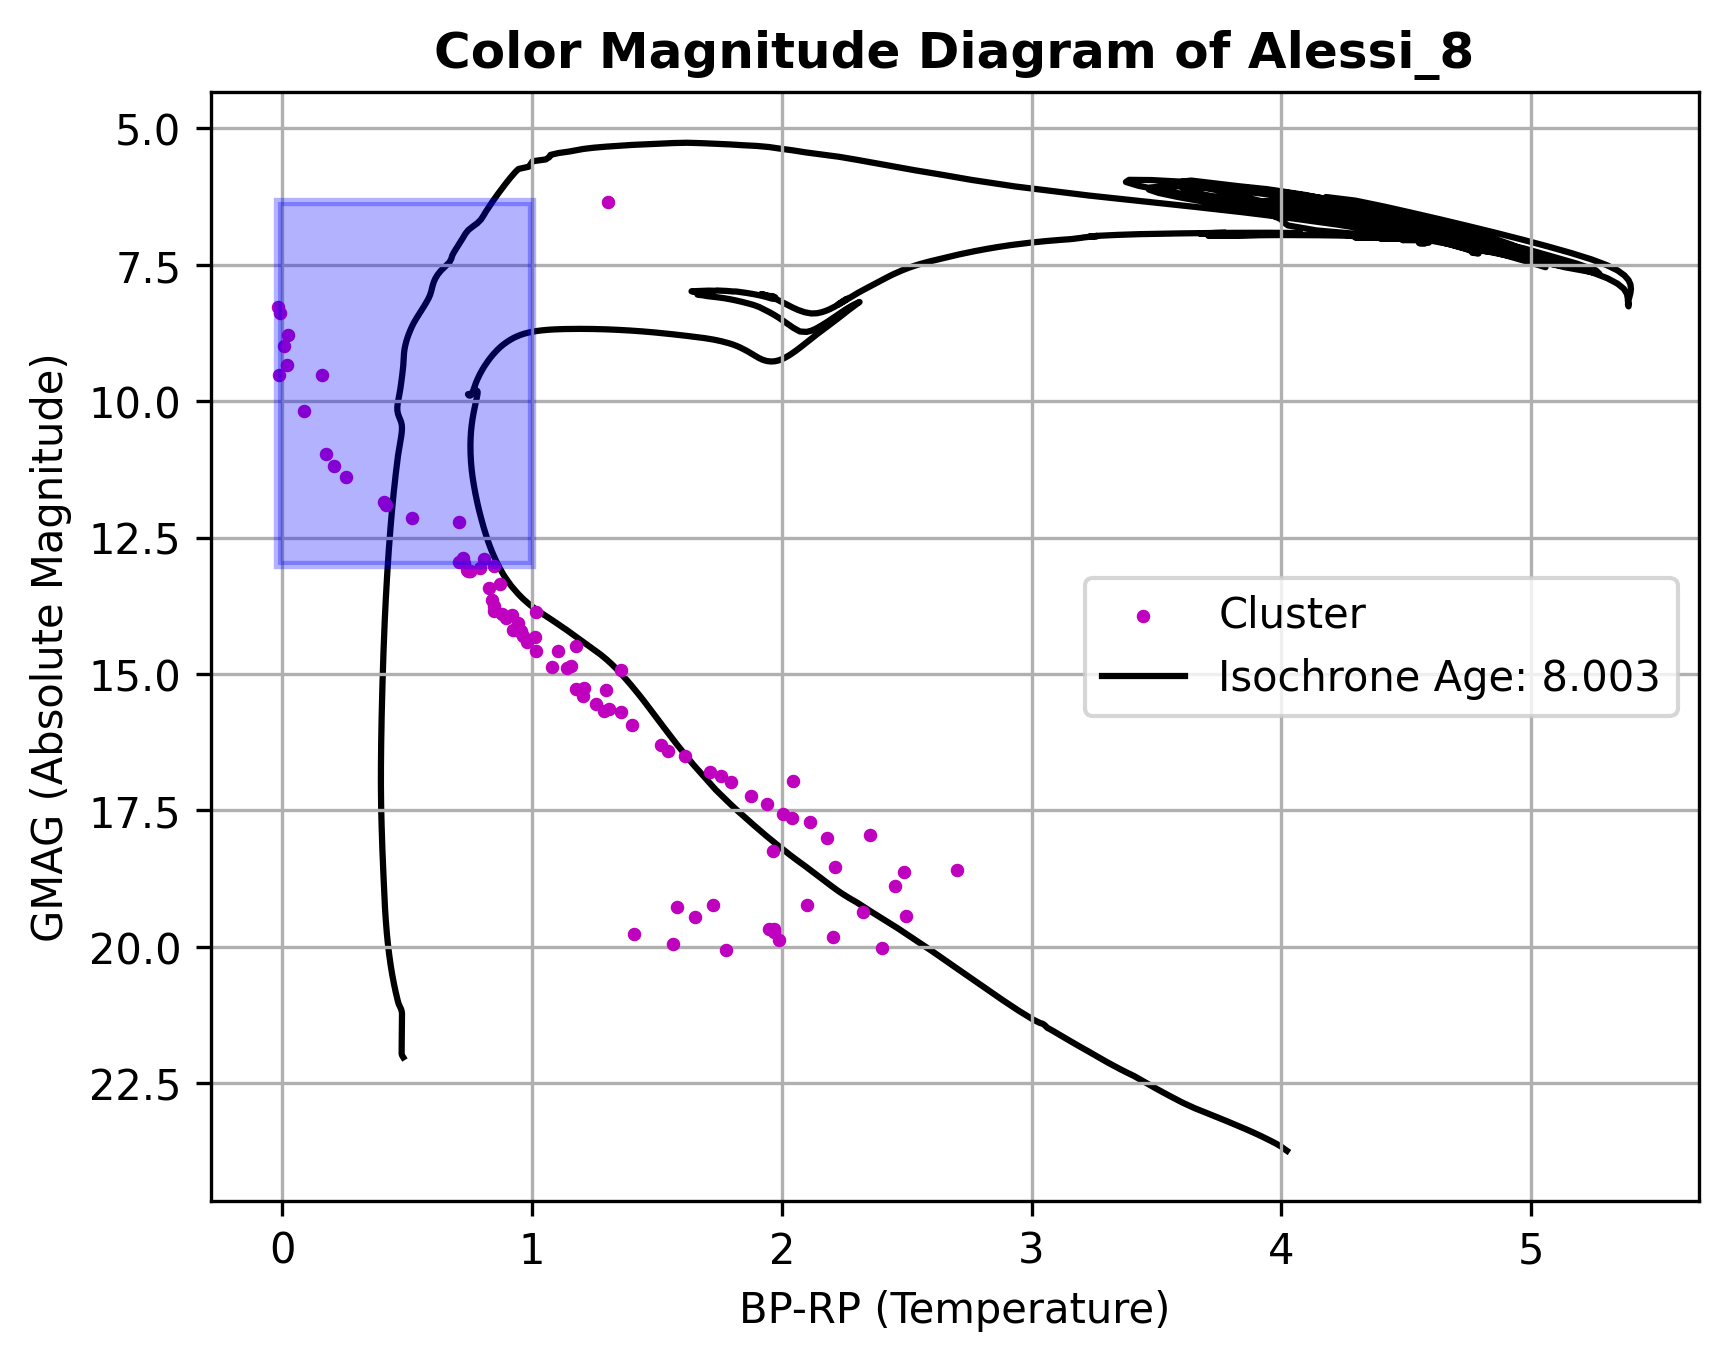 Color Magnitude Diagram of Alessi_8
5.0
7.5
10.0
12.5
15.0
17.5
20.0
22.5
GMAG (Absolute Magnitude)
Cluster
Isochrone Age: 8.003
0 1 2 3 4 5
BP-RP (Temperature)